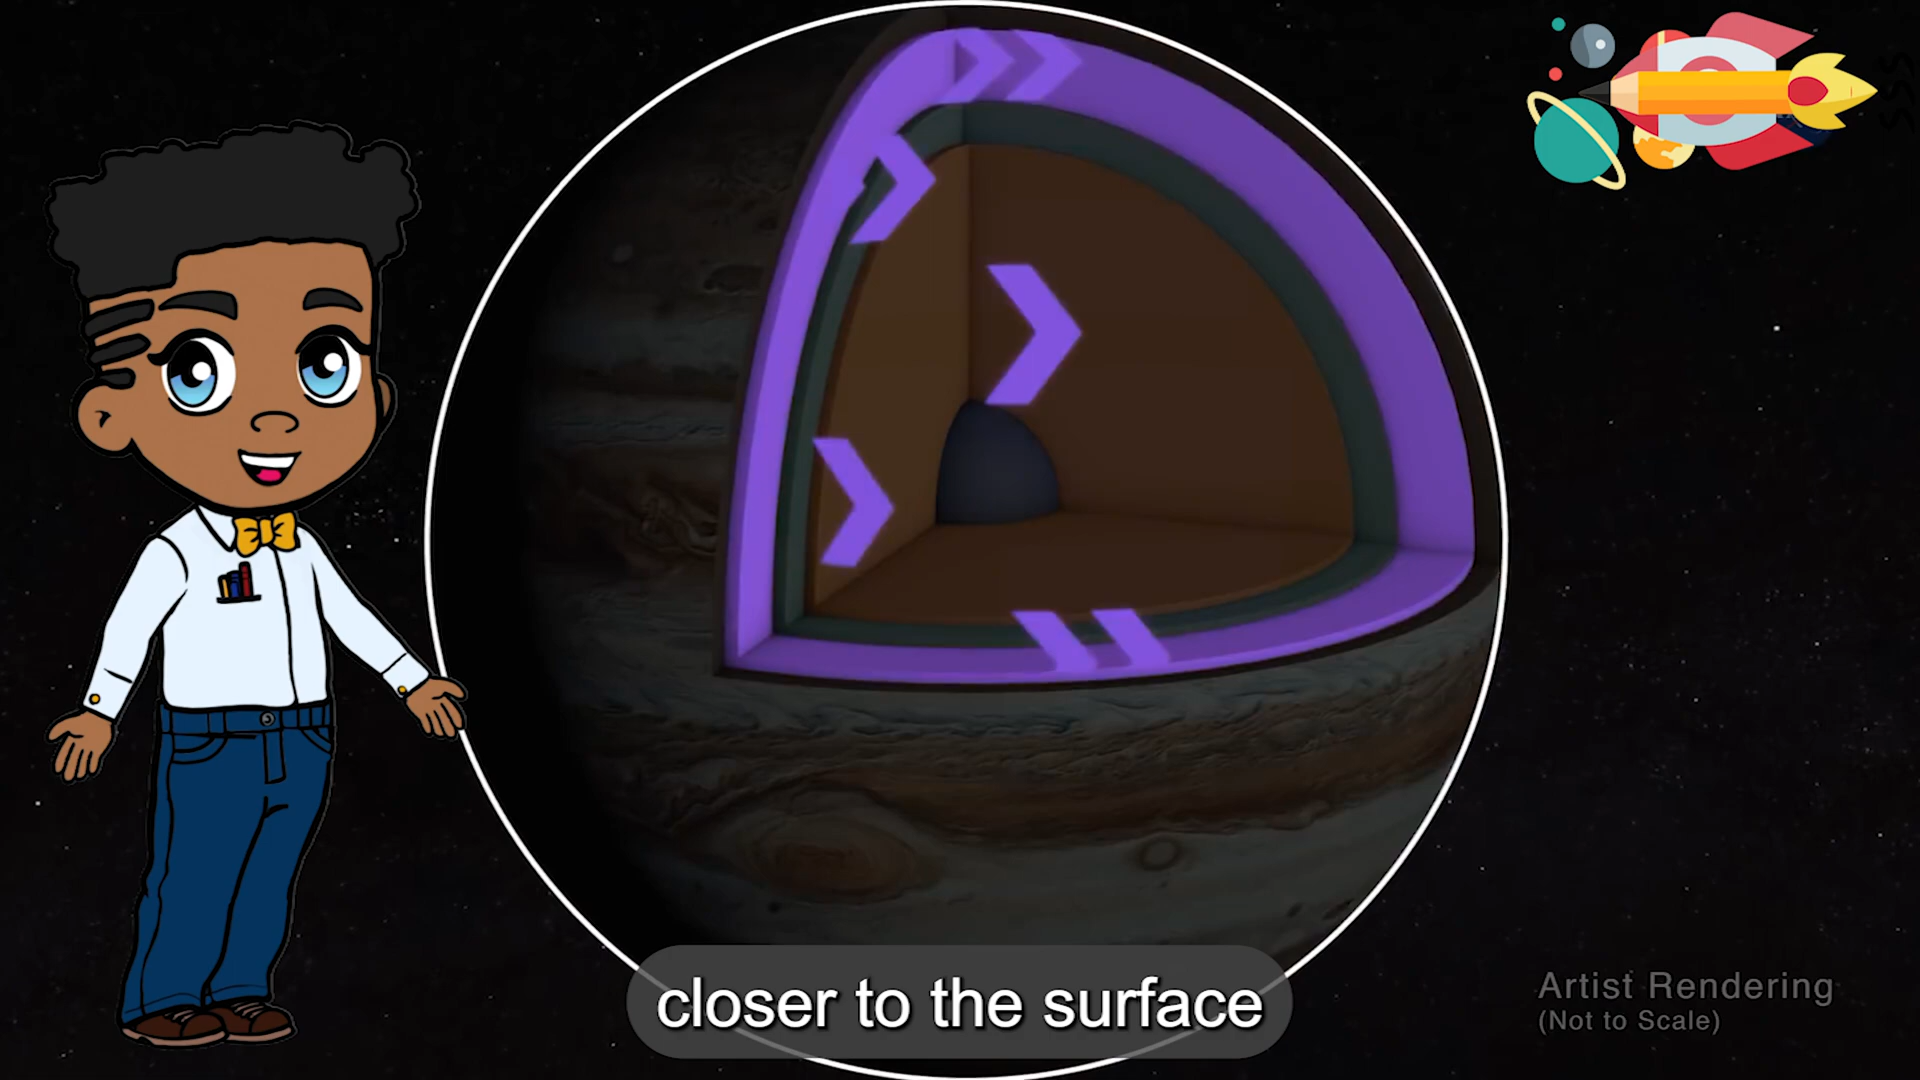 closer to the surface
Artist Rendering
(Not to Scale)